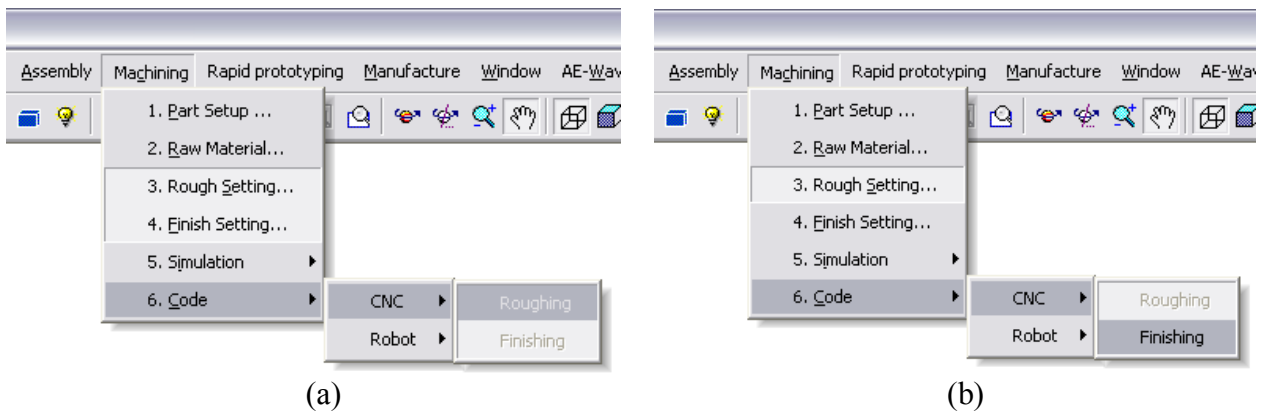 Assembly Machining Rapid prototyping Manufacture Window AE-Wav
1. Part Setup ...
2. Raw Material...
3. Rough Setting...
4. Finish Setting...
5. Simulation
6. Code
CNC
Roughing
Robot
Finishing
(a)
Assembly Machining Rapid prototyping Manufacture Window AE-Wav
1. Part Setup ...
2. Raw Material...
3. Rough Setting...
4. Finish Setting...
5. Simulation
6. Code
CNC
Roughing
Robot
Finishing
(b)